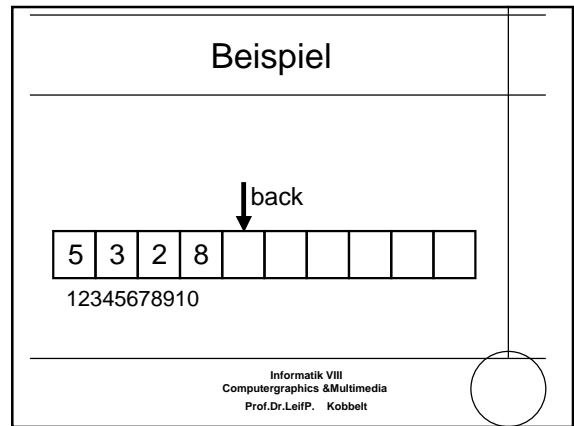 Beispiel
back
5 3 2 8
12345678910
Informatik VIII
Computergraphics &Multimedia
Prof.Dr.LeifP. Kobbelt